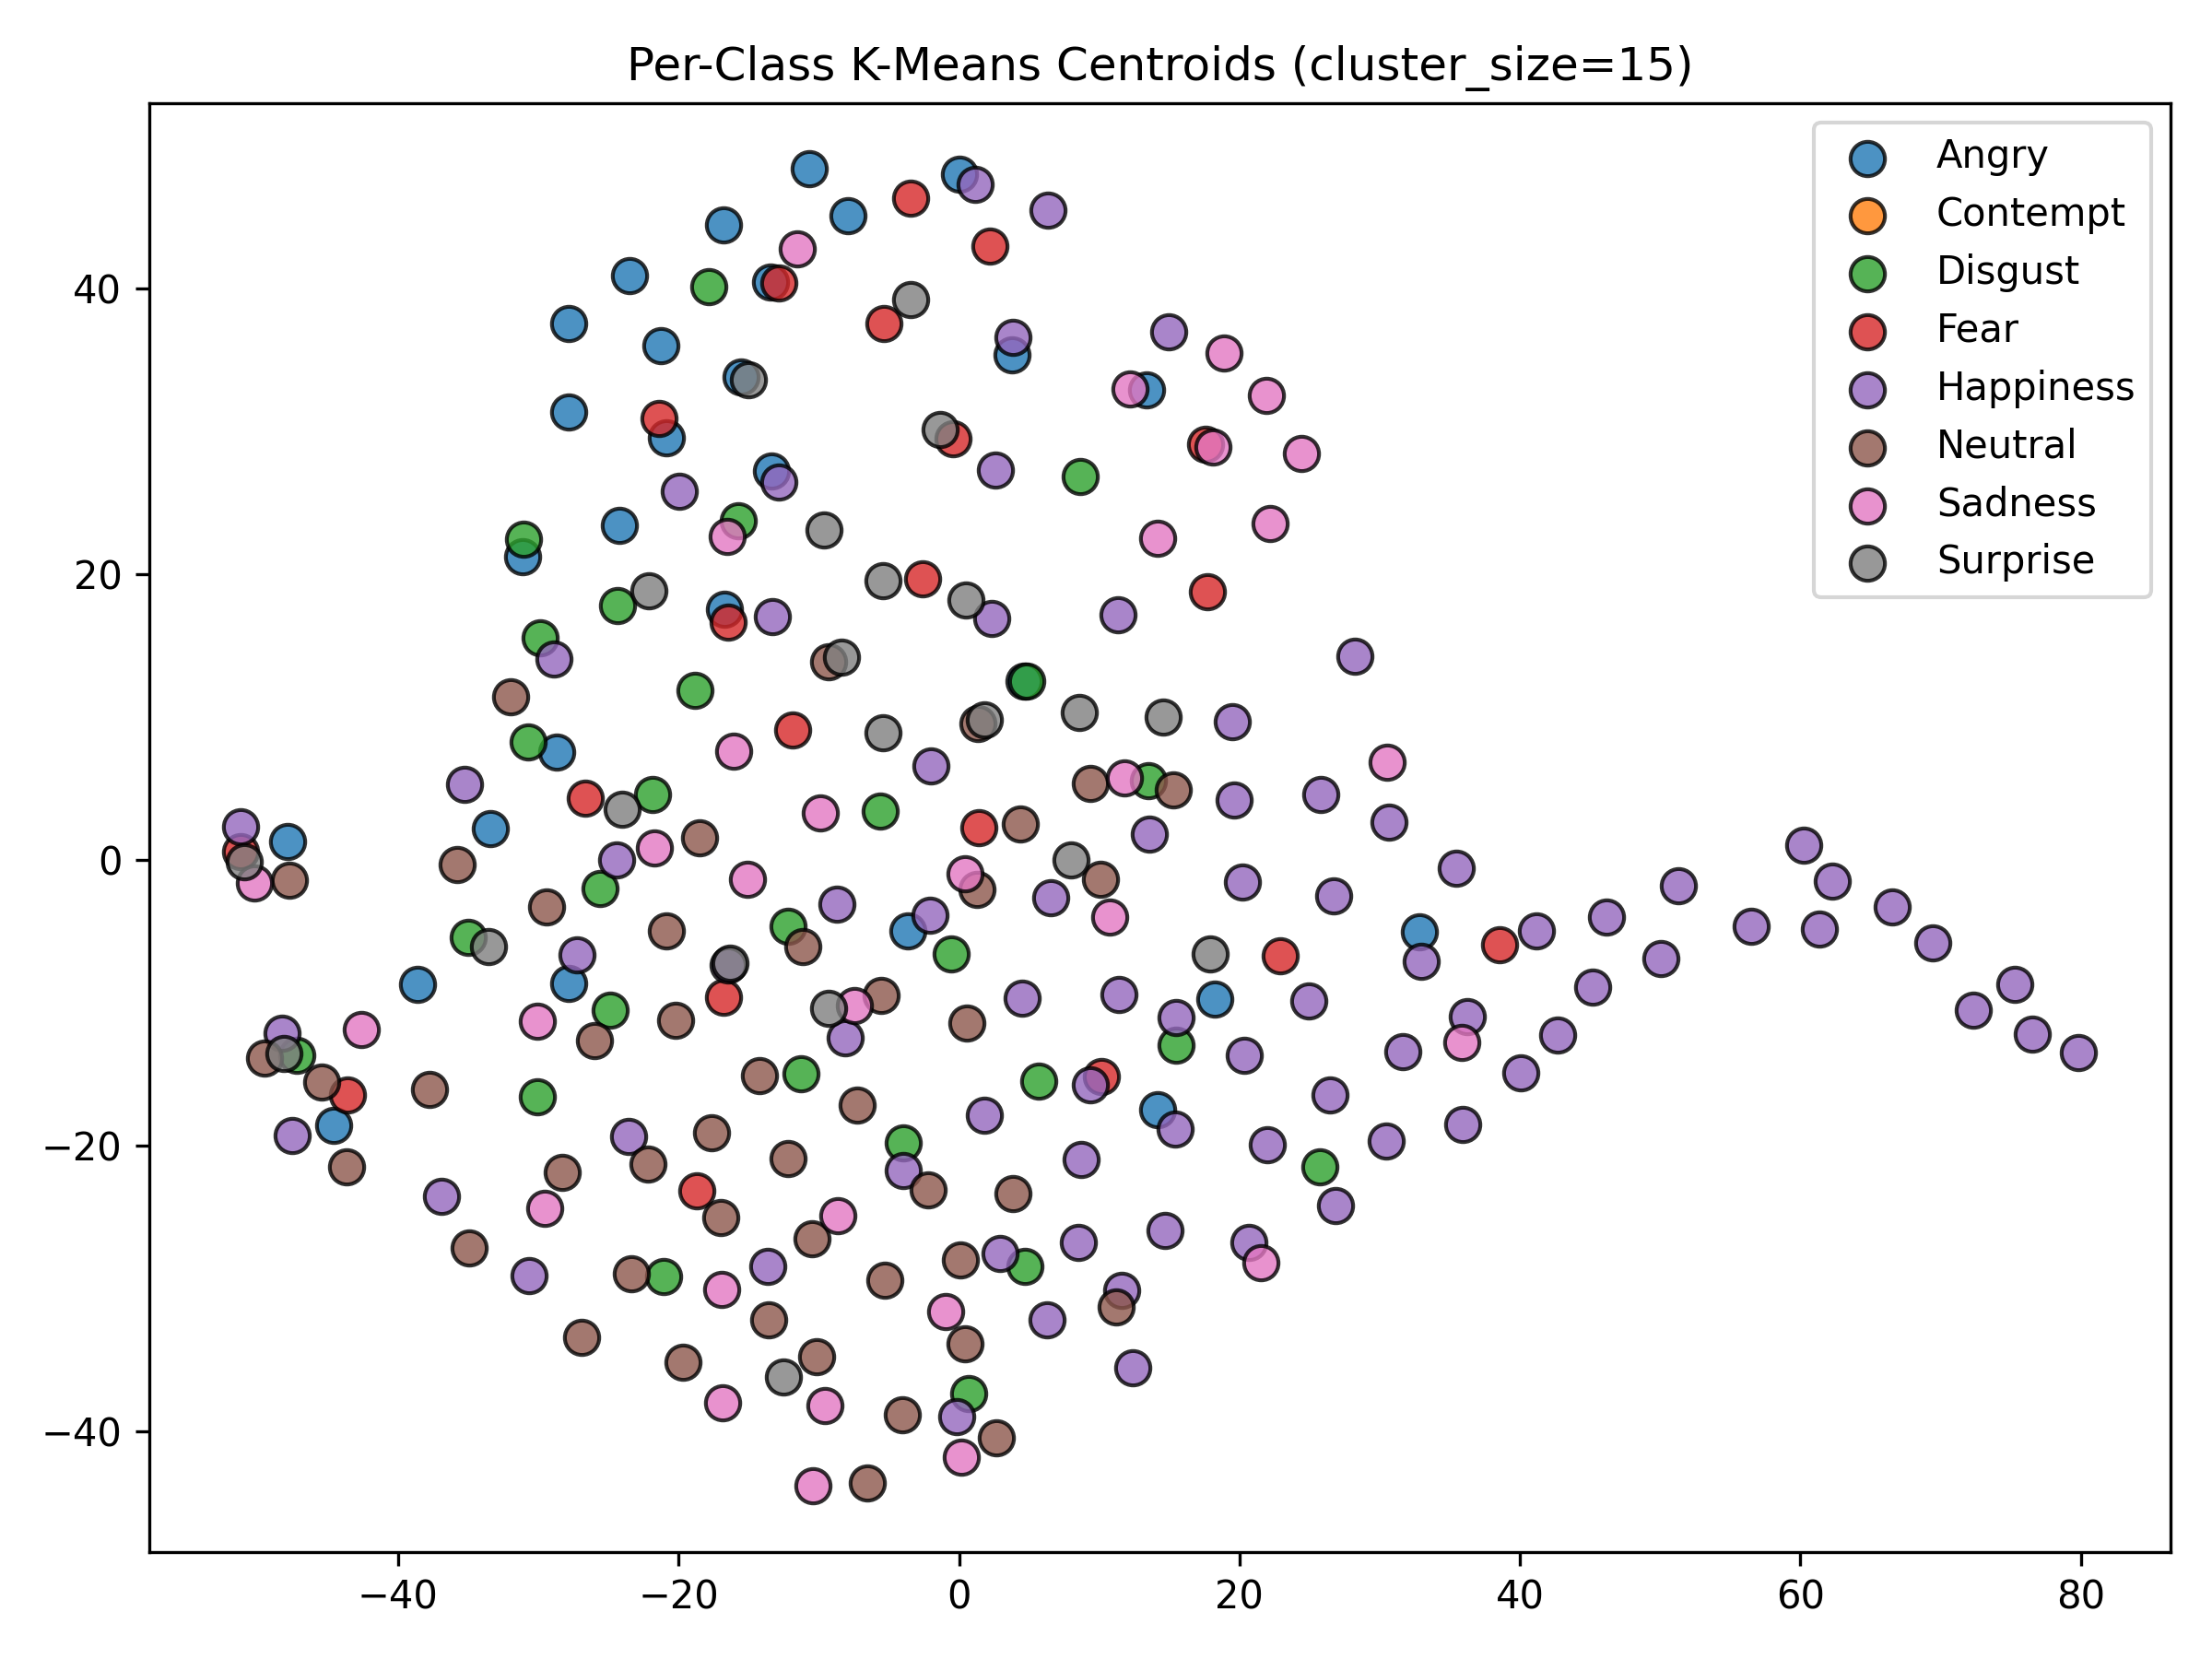 Per-Class K-Means Centroids (cluster_size=15)
Angry
Contempt
Disgust
Fear
Happiness
Neutral
Sadness
Surprise
40
20
0
−20
−40
−40 −20 0 20 40 60 80